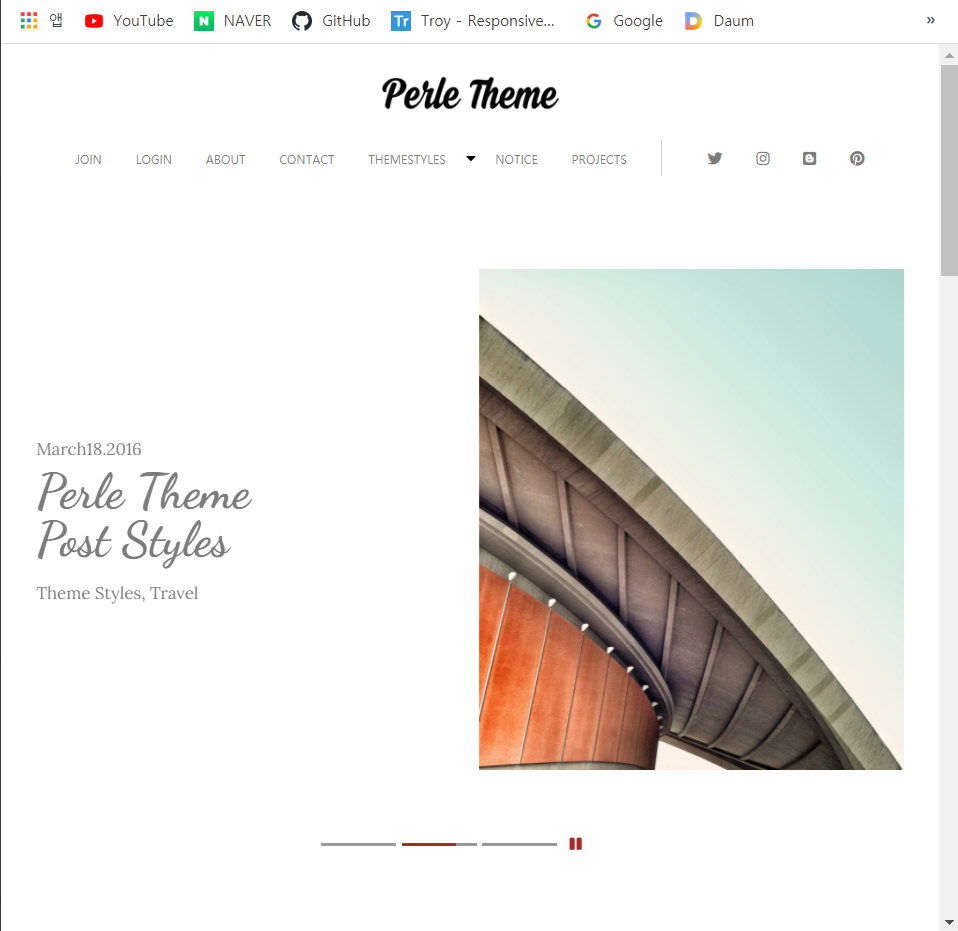 앱 YouTube NAVER GitHub Troy - Responsive... Google Daum »
Perle Theme
JOIN LOGIN ABOUT CONTACT THEMESTYLES NOTICE PROJECTS
March18.2016
Perle Theme
Post Styles
Theme Styles, Travel